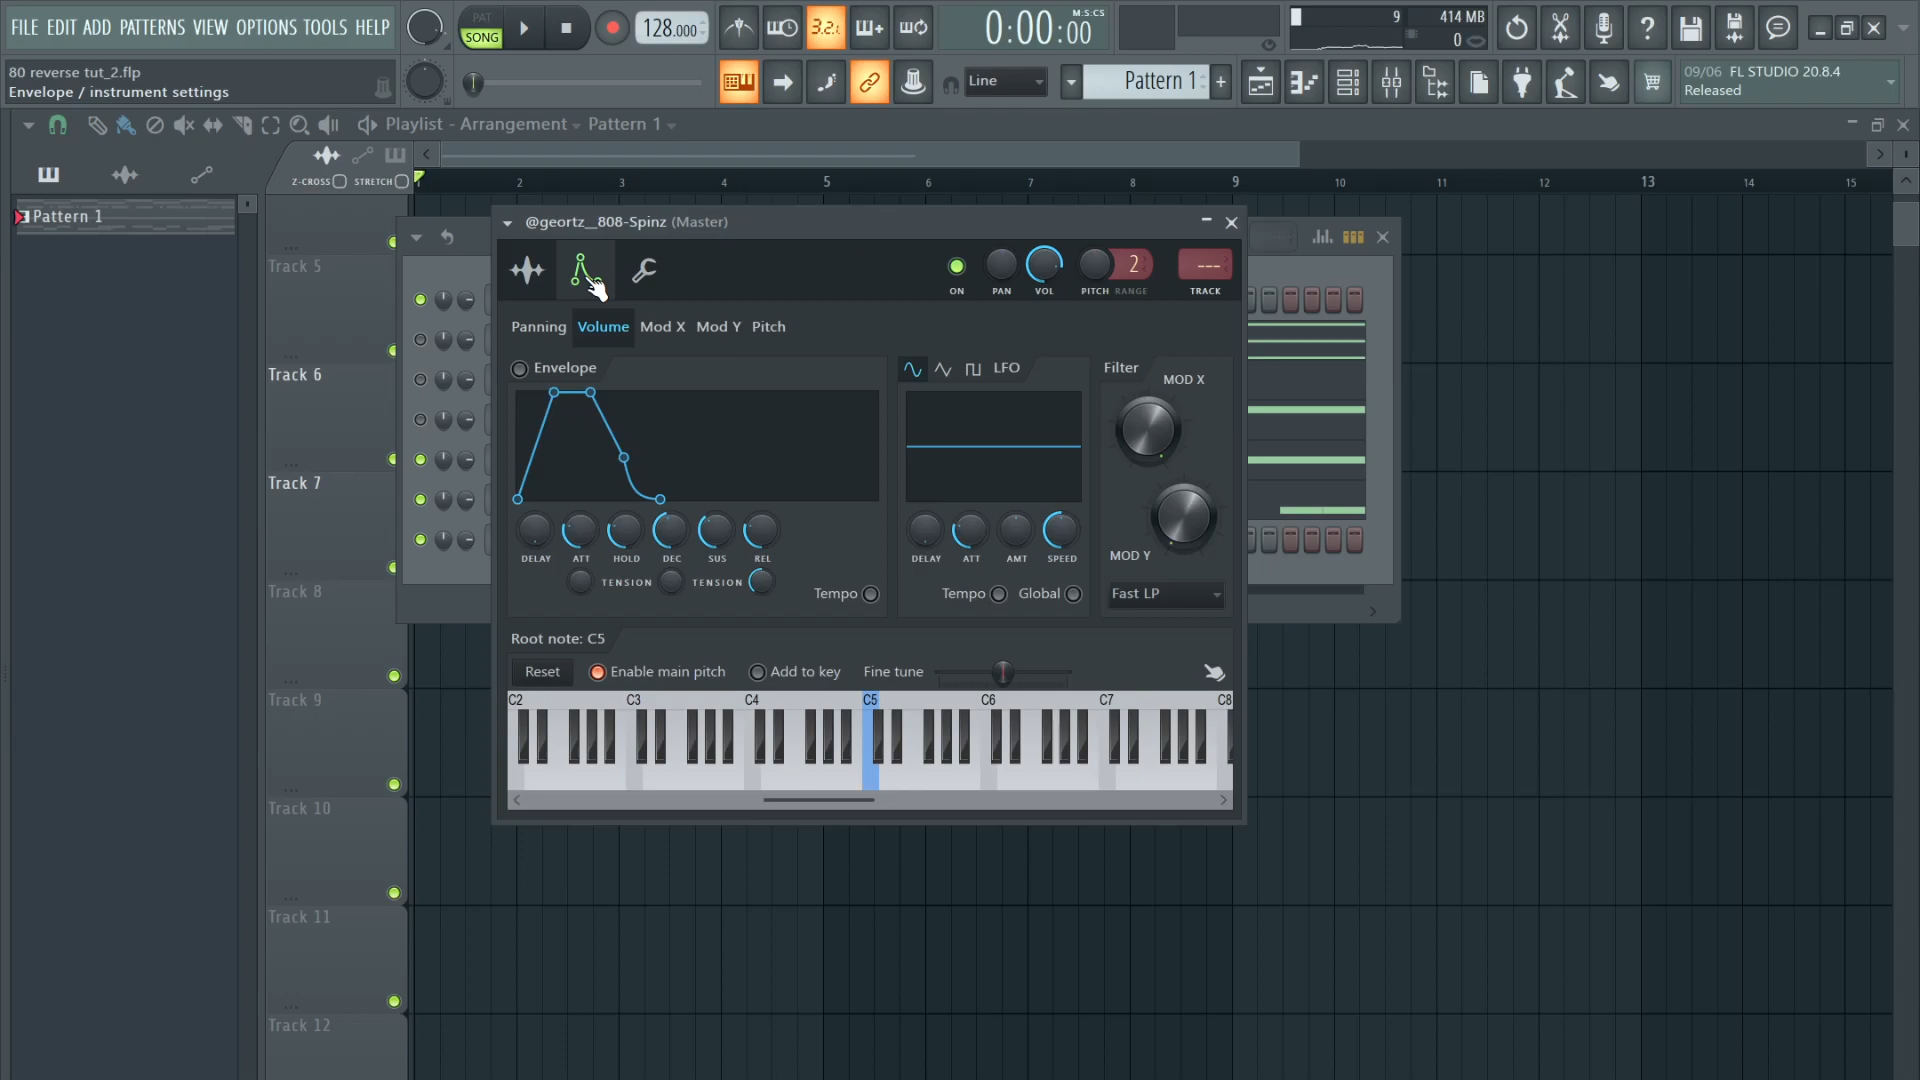 FILE EDIT ADD PATTERNS VIEW OPTIONS TOOLS HELP
PAT
SONG
128.000
3.2.
M:S:CS
0:00:00
9
414 MB
0
80 reverse tut_2.flp
Envelope / instrument settings
Line
Pattern 1
09/06 FL STUDIO 20.8.4
Released
Playlist - Arrangement
Pattern 1
Z-CROSS
STRETCH
1 2 3 4 5 6 7 8 9 10 11 12 13 14 15
Pattern 1
Track 5
Track 6
Track 7
Track 8
Track 9
Track 10
Track 11
Track 12
@geortz__808-Spinz (Master)
2
---
ON PAN VOL PITCH RANGE TRACK
Panning Volume Mod X Mod Y Pitch
Envelope
LFO
Filter
MOD X
DELAY ATT HOLD DEC SUS REL
TENSION TENSION
Tempo
DELAY ATT AMT SPEED
Tempo Global
MOD Y
Fast LP
Root note: C5
Reset
Enable main pitch
Add to key
Fine tune
C2 C3 C4 C5 C6 C7 C8